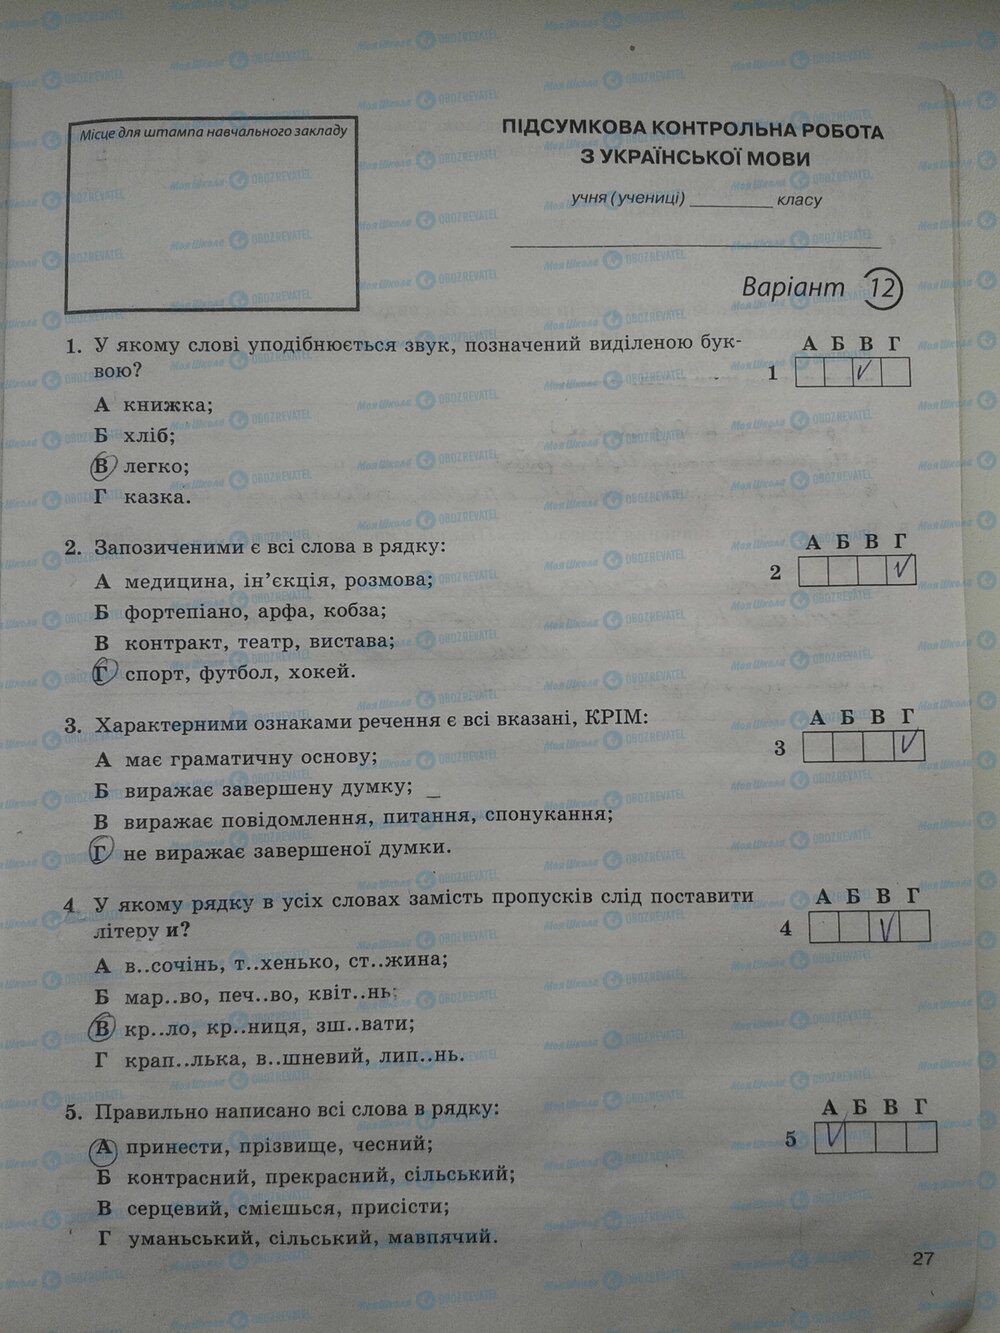 Місце для штампа навчального закладу
ПІДСУМКОВА КОНТРОЛЬНА РОБОТА
З УКРАЇНСЬКОЇ МОВИ
учня (учениці) _________ класу
Варіант 12
1. У якому слові уподібнюється звук, позначений виділеною бук-
вою?
А книжка;
Б хліб;
В легко;
Г казка.
А Б В Г
1
2. Запозиченими є всі слова в рядку:
А медицина, ін’єкція, розмова;
Б фортепіано, арфа, кобза;
В контракт, театр, вистава;
Г спорт, футбол, хокей.
А Б В Г
2
3. Характерними ознаками речення є всі вказані, КРІМ:
А має граматичну основу;
Б виражає завершену думку;
В виражає повідомлення, питання, спонукання;
Г не виражає завершеної думки.
А Б В Г
3
4 У якому рядку в усіх словах замість пропусків слід поставити
літеру и?
А в..сочінь, т..хенько, ст..жина;
Б мар..во, печ..во, квіт..нь;
В кр..ло, кр..ниця, зш..вати;
Г крап..лька, в..шневий, лип..нь.
А Б В Г
4
5. Правильно написано всі слова в рядку:
А принести, прізвище, чесний;
Б контрасний, прекрасний, сільський;
В серцевий, смієшься, присісти;
Г уманьський, сільський, мавпячий.
А Б В Г
5
27
МояШкола OBOZREVATEL